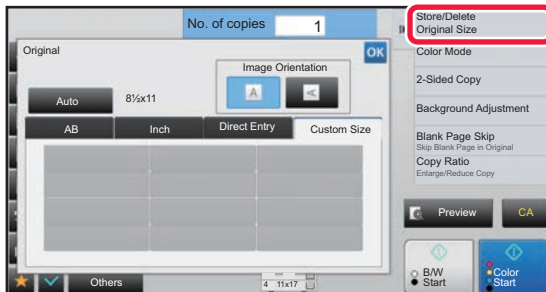 No. of copies 1
Store/Delete
Original Size
Original
OK
Image Orientation
Color Mode
A A
2-Sided Copy
Auto 8½x11
Background Adjustment
AB Inch Direct Entry Custom Size
Blank Page Skip
Skip Blank Page in Original
Copy Ratio
Enlarge/Reduce Copy
Preview CA
B/W
Start
Color
Start
Others
4 11x17